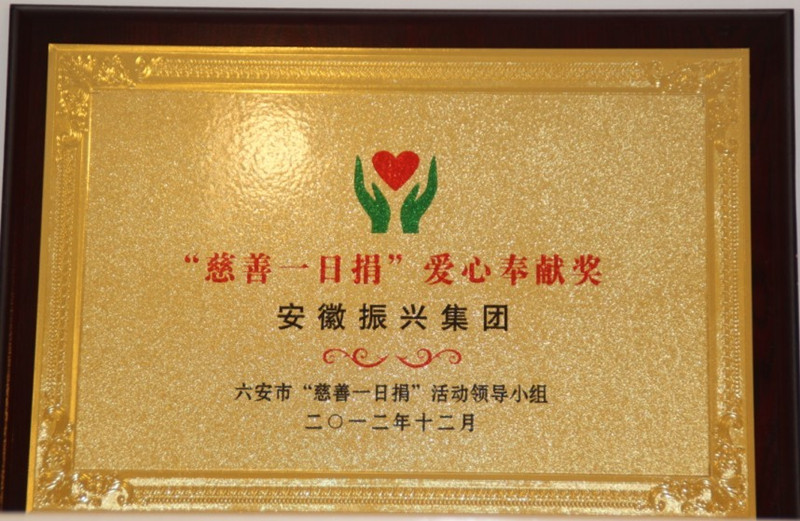 “慈善一日捐”爱心奉献奖
安徽振兴集团
六安市“慈善一日捐”活动领导小组
二〇一二年十二月